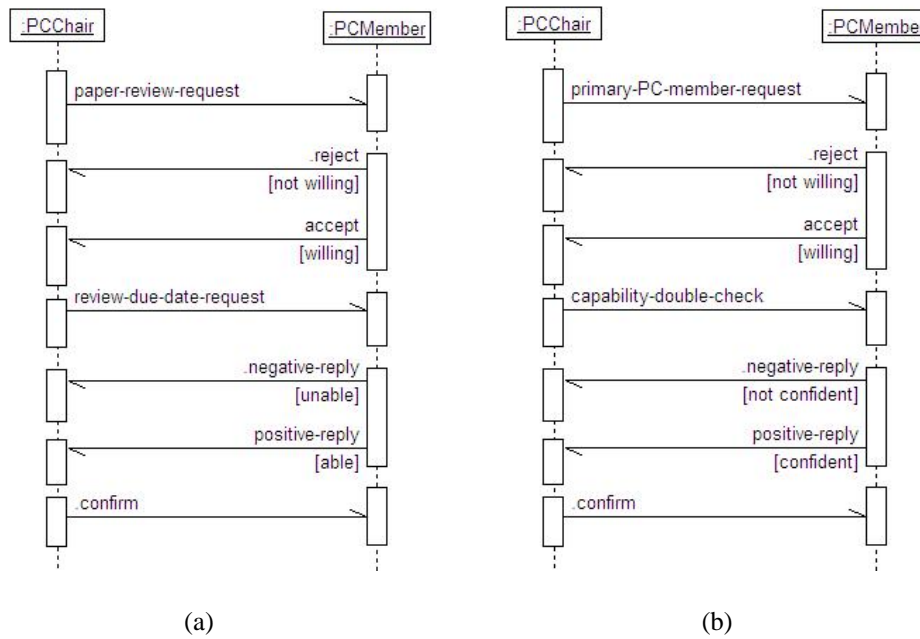 :PCChair
:PCMember
paper-review-request
.reject
[not willing]
accept
[willing]
review-due-date-request
.negative-reply
[unable]
positive-reply
[able]
.confirm
(a)
:PCChair
:PCMember
primary-PC-member-request
.reject
[not willing]
accept
[willing]
capability-double-check
.negative-reply
[not confident]
positive-reply
[confident]
.confirm
(b)